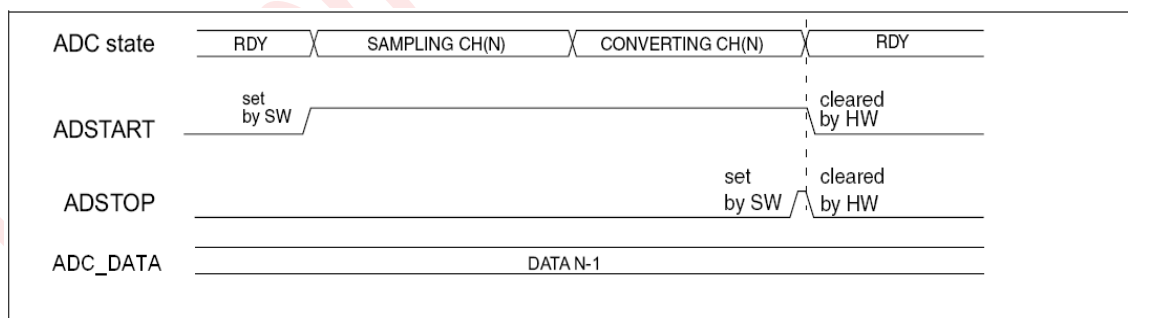 ADC state RDY SAMPLING CH(N) CONVERTING CH(N) RDY
set cleared
ADSTART by SW by HW
set cleared
ADSTOP by SW by HW
ADC_DATA DATA N-1